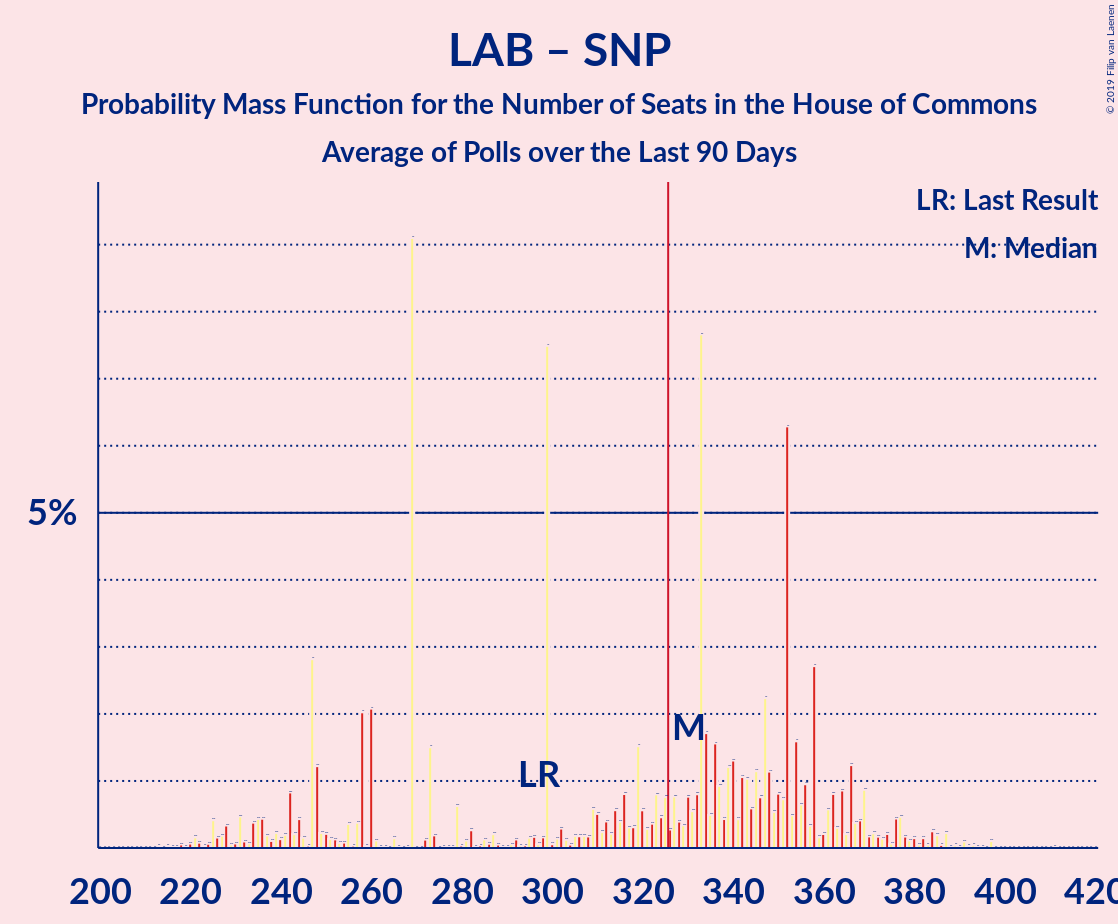 LAB – SNP
Probability Mass Function for the Number of Seats in the House of Commons
Average of Polls over the Last 90 Days
© 2019 Filip van Laenen
LR: Last Result
M: Median
5%
M
LR
200 220 240 260 280 300 320 340 360 380 400 420